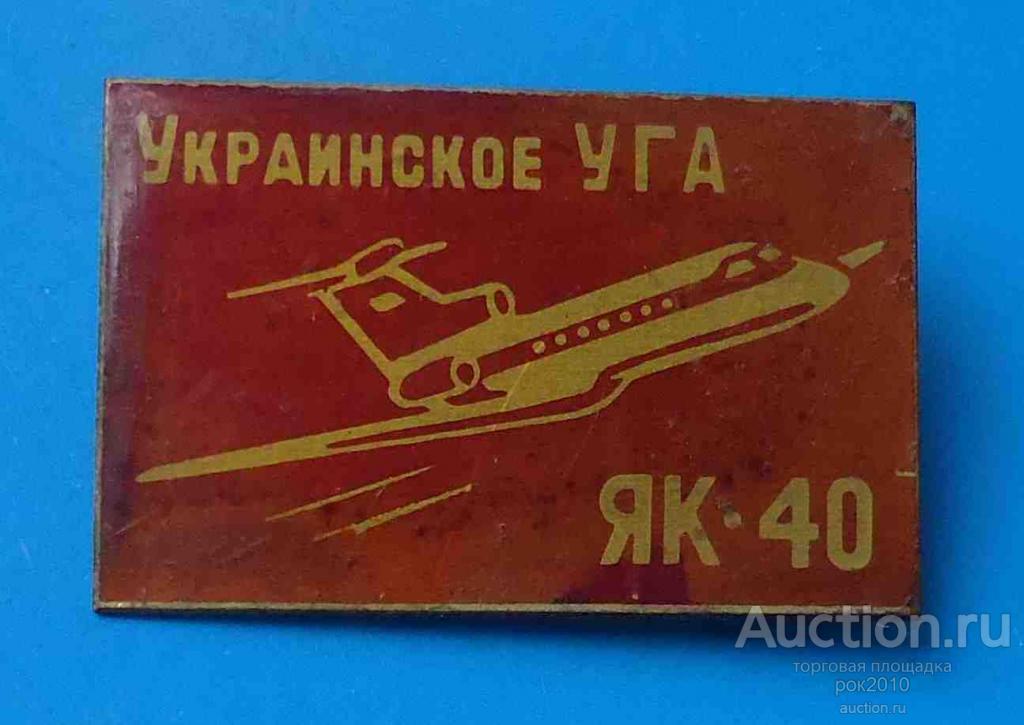 УКРАИНСКОЕ УГА
ЯК-40
Auction.ru
торговая площадка
рок2010
auction.ru